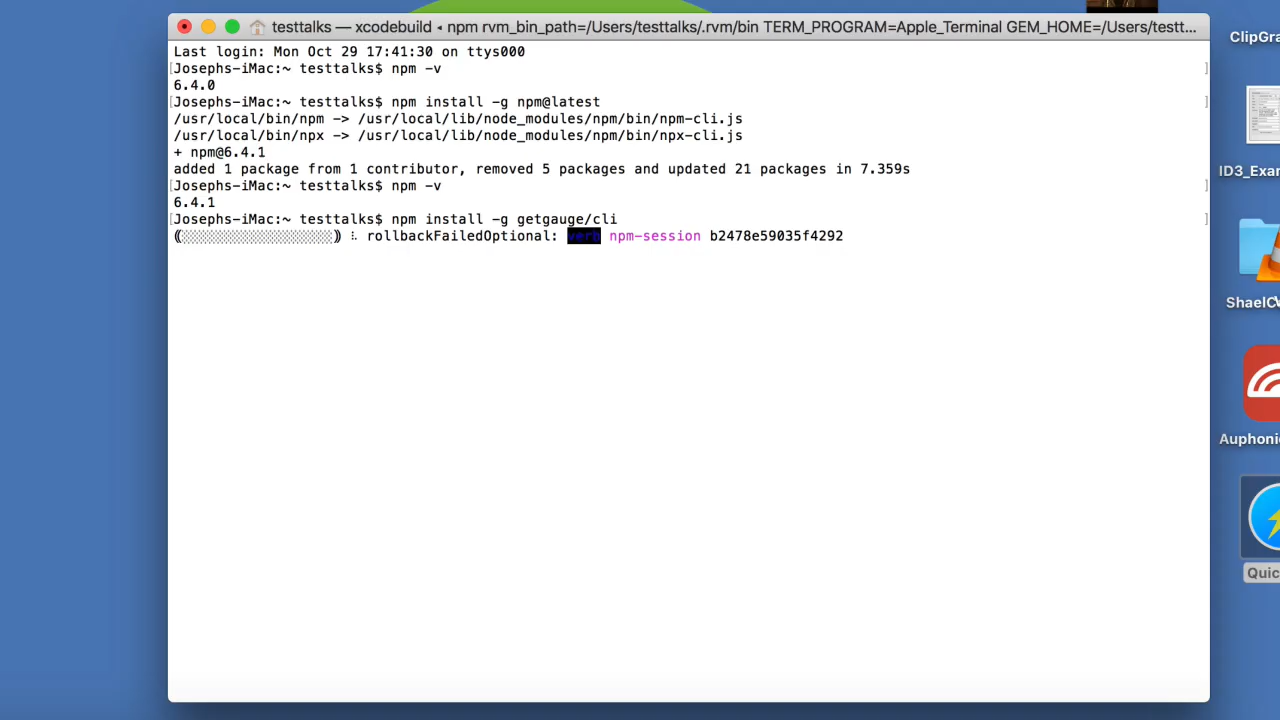 testtalks — xcodebuild ◂ npm rvm_bin_path=/Users/testtalks/.rvm/bin TERM_PROGRAM=Apple_Terminal GEM_HOME=/Users/testt...
Last login: Mon Oct 29 17:41:30 on ttys000
[Josephs-iMac:~ testtalks$ npm -v ]
6.4.0
[Josephs-iMac:~ testtalks$ npm install -g npm@latest ]
/usr/local/bin/npm -> /usr/local/lib/node_modules/npm/bin/npm-cli.js
/usr/local/bin/npx -> /usr/local/lib/node_modules/npm/bin/npx-cli.js
+ npm@6.4.1
added 1 package from 1 contributor, removed 5 packages and updated 21 packages in 7.359s
[Josephs-iMac:~ testtalks$ npm -v ]
6.4.1
[Josephs-iMac:~ testtalks$ npm install -g getgauge/cli ]
(░░░░░░░░░░░░░░░░░░) ⠧ rollbackFailedOptional: verb npm-session b2478e59035f4292
ClipGra
ID3_Exar
ShaelC
Auphoni
Quic